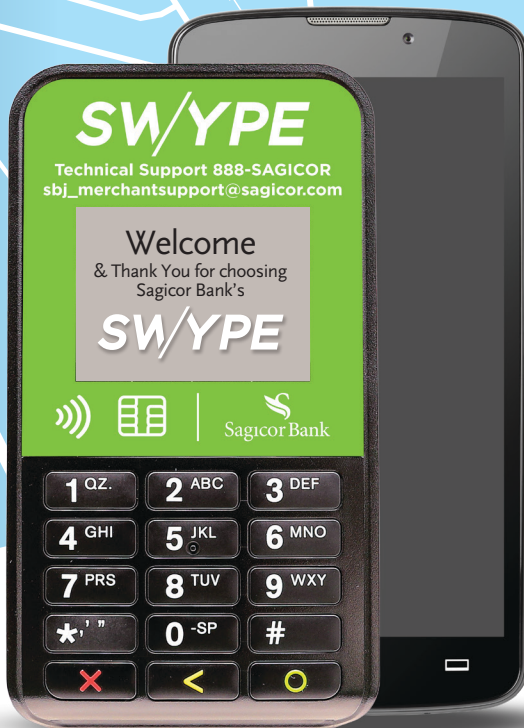 SWYPE
Technical Support 888-SAGICOR
sbj_merchantsupport@sagicor.com
Welcome
& Thank You for choosing
Sagicor Bank's
SWYPE
Sagicor Bank
1 QZ. 2 ABC 3 DEF
4 GHI 5 JKL 6 MNO
7 PRS 8 TUV 9 WXY
*,' " 0 -SP #